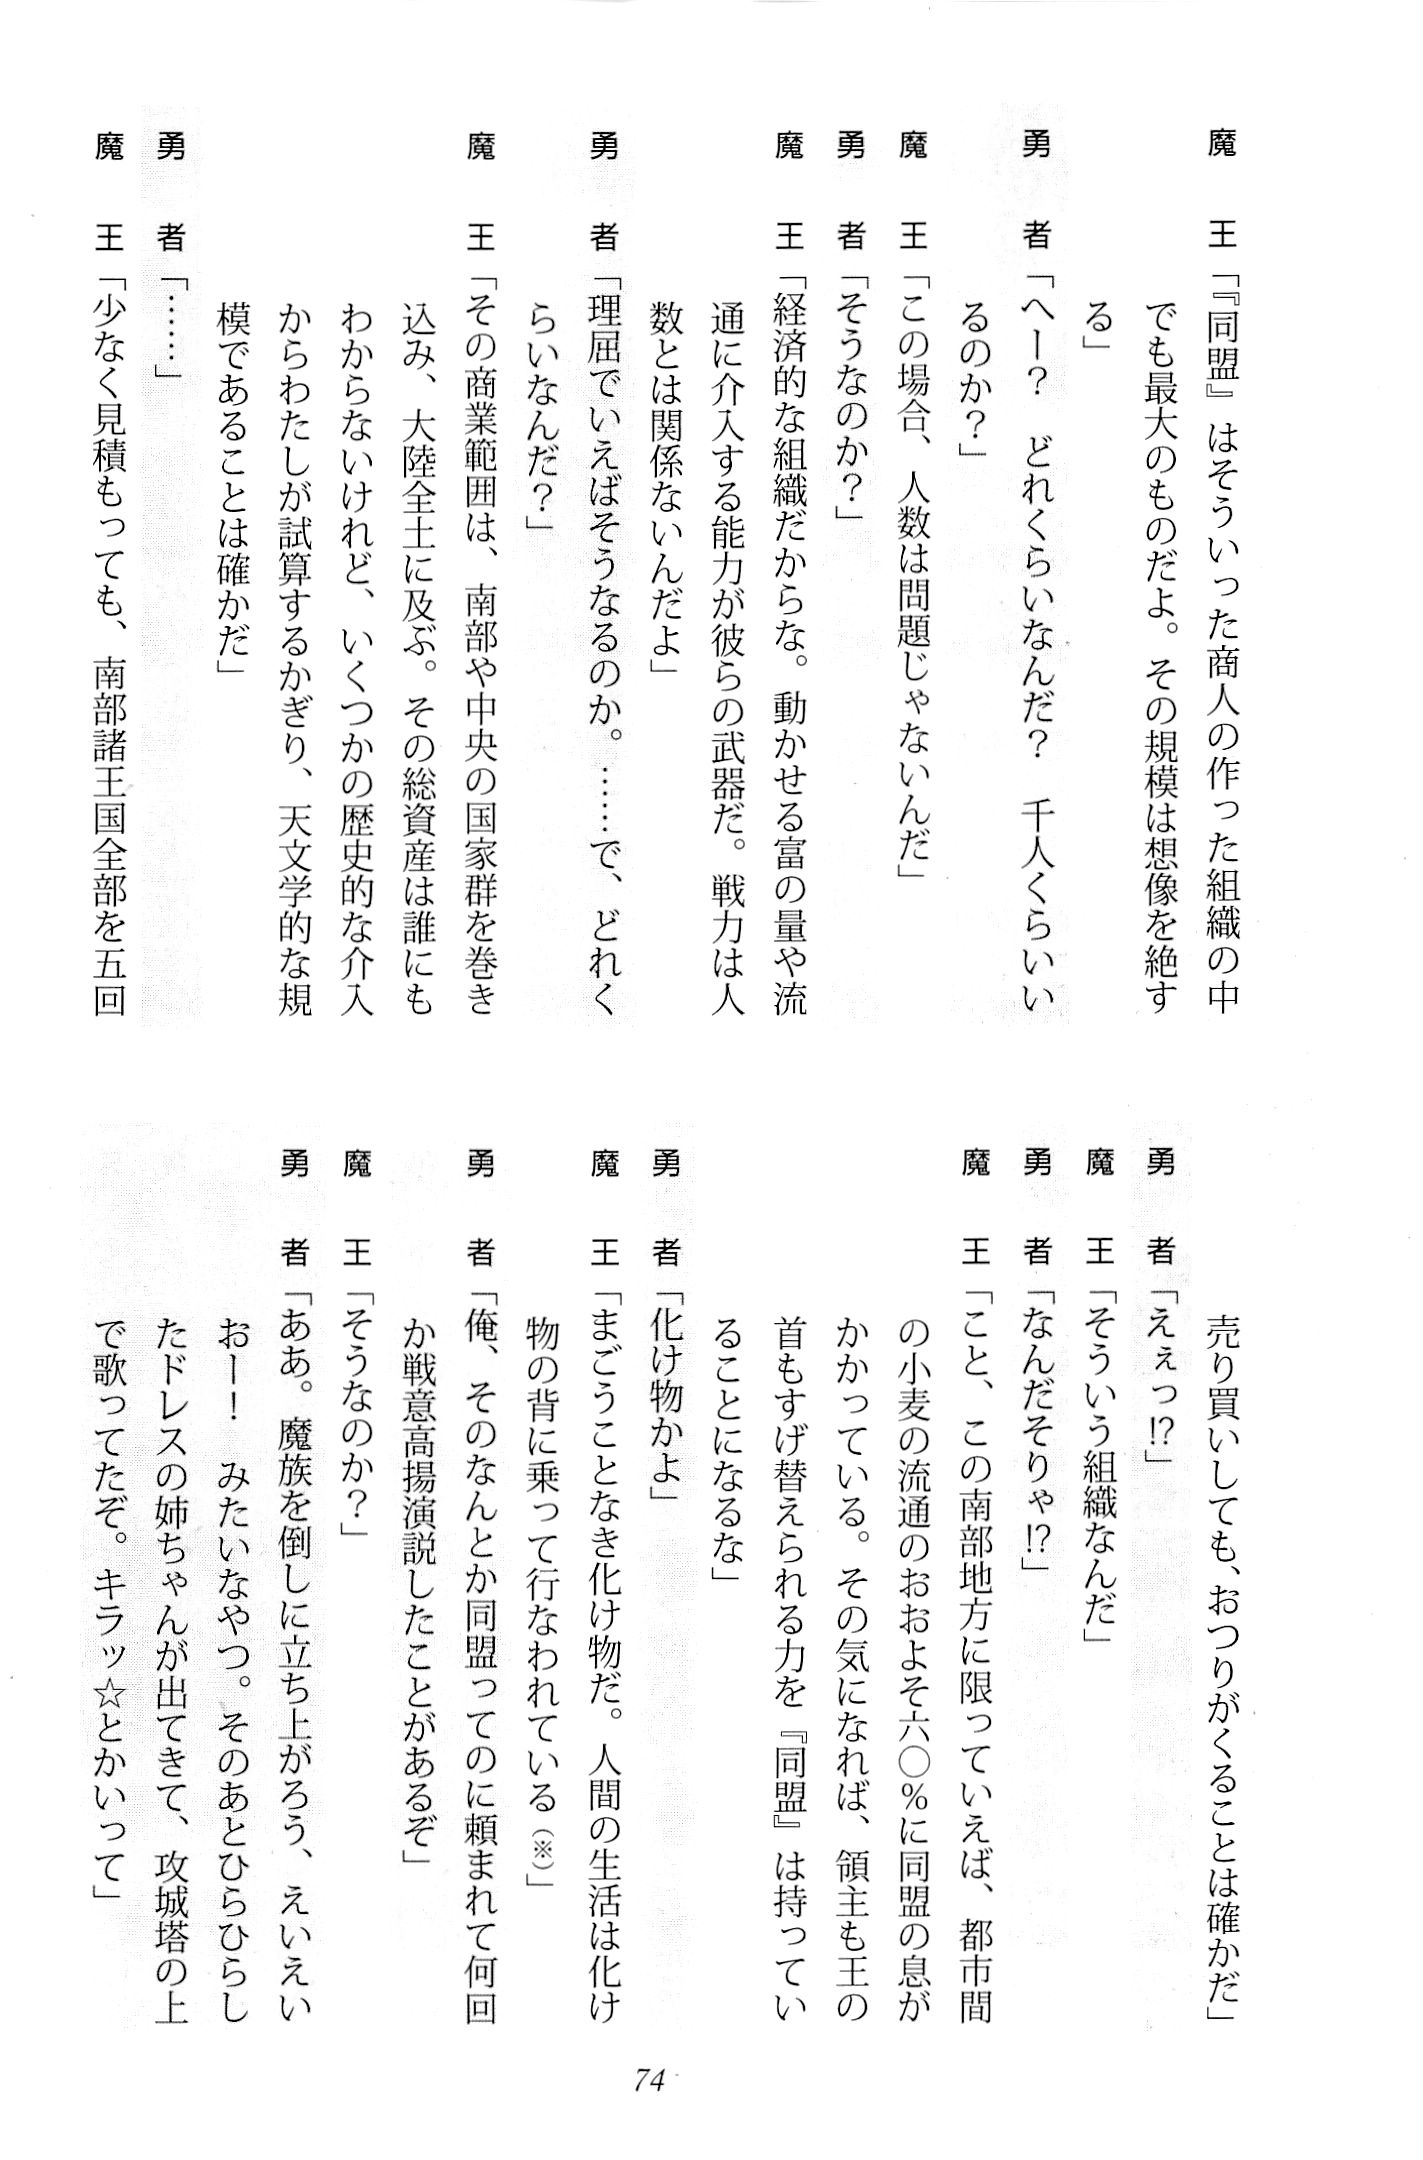 魔　王「『同盟』はそういった商人の作った組織の中
でも最大のものだよ。その規模は想像を絶す
る」
勇　者「へー？　どれくらいなんだ？　千人くらいい
るのか？」
魔　王「この場合、人数は問題じゃないんだ」
勇　者「そうなのか？」
魔　王「経済的な組織だからな。動かせる富の量や流
通に介入する能力が彼らの武器だ。戦力は人
数とは関係ないんだよ」
勇　者「理屈でいえばそうなるのか。……で、どれく
らいなんだ？」
魔　王「その商業範囲は、南部や中央の国家群を巻き
込み、大陸全土に及ぶ。その総資産は誰にも
わからないけれど、いくつかの歴史的な介入
からわたしが試算するかぎり、天文学的な規
模であることは確かだ」
勇　者「……」
魔　王「少なく見積もっても、南部諸王国全部を五回
売り買いしても、おつりがくることは確かだ」
勇　者「えぇっ!?」
魔　王「そういう組織なんだ」
勇　者「なんだそりゃ!?」
魔　王「こと、この南部地方に限っていえば、都市間
の小麦の流通のおおよそ六〇％に同盟の息が
かかっている。その気になれば、領主も王の
首もすげ替えられる力を『同盟』は持ってい
ることになるな」
勇　者「化け物かよ」
魔　王「まごうことなき化け物だ。人間の生活は化け
物の背に乗って行なわれている（※）」
勇　者「俺、そのなんとか同盟ってのに頼まれて何回
か戦意高揚演説したことがあるぞ」
魔　王「そうなのか？」
勇　者「ああ。魔族を倒しに立ち上がろう、えいえい
おー！　みたいなやつ。そのあとひらひらし
たドレスの姉ちゃんが出てきて、攻城塔の上
で歌ってたぞ。キラッ☆とかいって」
74